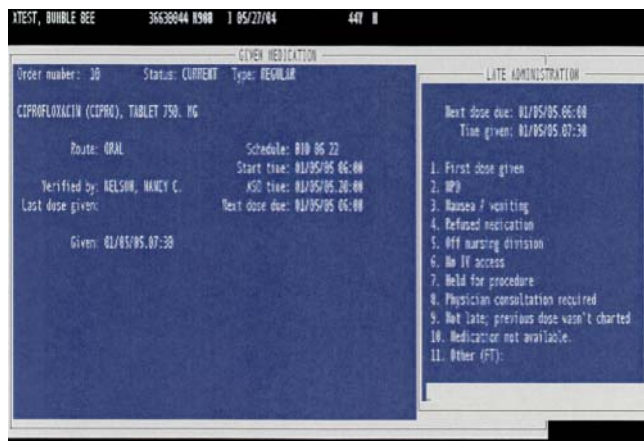 XTEST, BUMBLE BEE 36630044 N908 1 05/27/04 44Y M
GIVEN MEDICATION
Order number: 10 Status: CURRENT Type: REGULAR
CIPROFLOXACIN (CIPRO), TABLET 750. MG
Route: ORAL Schedule: BID 06 22
Start time: 01/05/05 06:00
Verified by: NELSON, NANCY C. ASO time: 01/05/05.20:00
Last dose given: Next dose due: 01/05/05 06:00
Given: 01/05/05.07:30
LATE ADMINISTRATION
Next dose due: 01/05/05.06:00
Time given: 01/05/05.07:30
1. First dose given
2. NPO
3. Nausea / vomiting
4. Refused medication
5. Off nursing division
6. No IV access
7. Held for procedure
8. Physician consultation required
9. Not late; previous dose wasn't charted
10. Medication not available.
11. Other (FT):